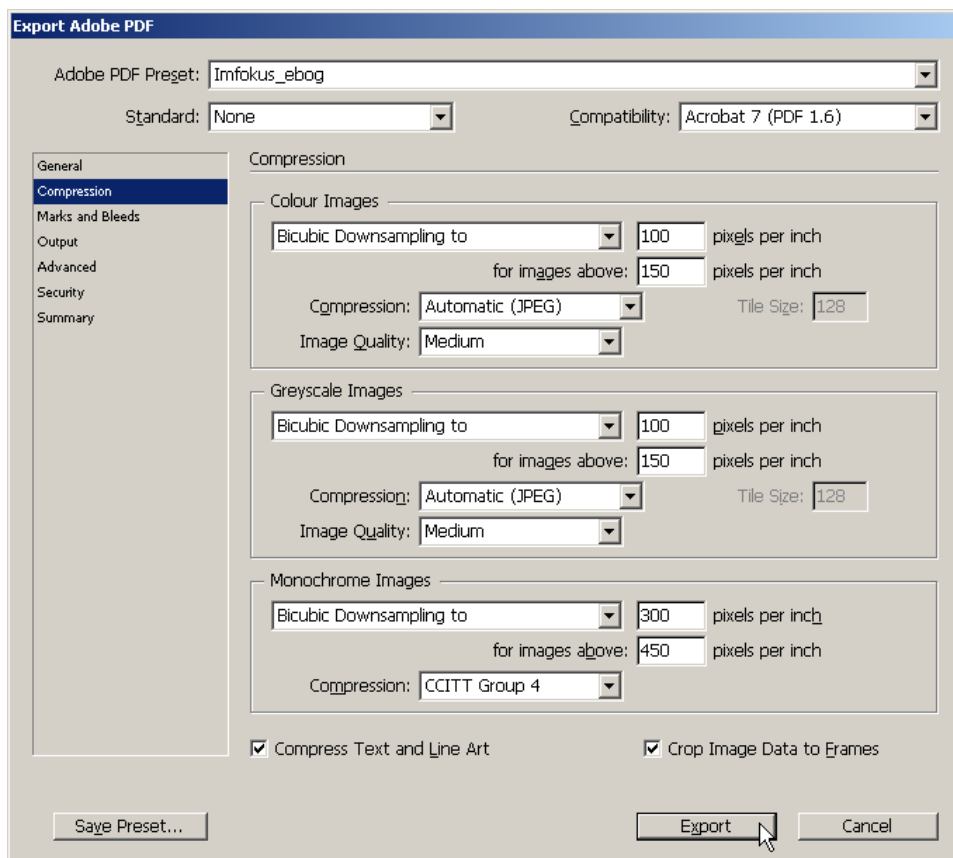 Export Adobe PDF
Adobe PDF Preset: Imfokus_ebog
Standard: None Compatibility: Acrobat 7 (PDF 1.6)
General
Compression
Marks and Bleeds
Output
Advanced
Security
Summary
Compression
Colour Images
Bicubic Downsampling to 100 pixels per inch
for images above: 150 pixels per inch
Compression: Automatic (JPEG) Tile Size: 128
Image Quality: Medium
Greyscale Images
Bicubic Downsampling to 100 pixels per inch
for images above: 150 pixels per inch
Compression: Automatic (JPEG) Tile Size: 128
Image Quality: Medium
Monochrome Images
Bicubic Downsampling to 300 pixels per inch
for images above: 450 pixels per inch
Compression: CCITT Group 4
Compress Text and Line Art Crop Image Data to Frames
Save Preset... Export Cancel